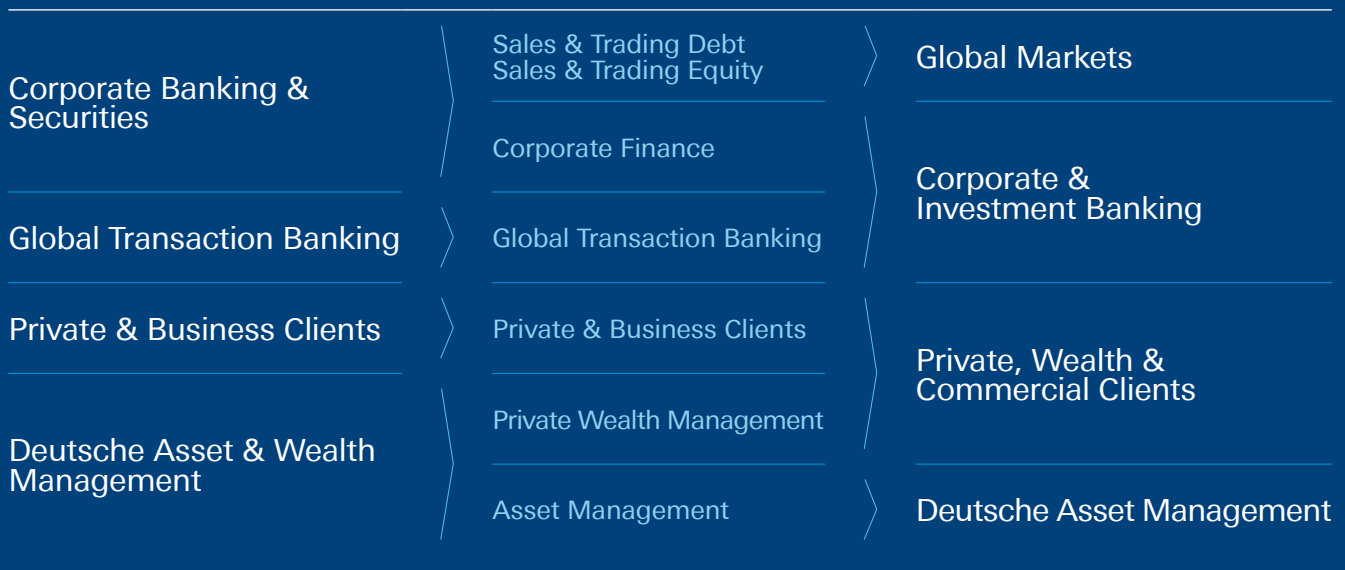 Corporate Banking &
Securities
Global Transaction Banking
Private & Business Clients
Deutsche Asset & Wealth
Management
Sales & Trading Debt
Sales & Trading Equity
Corporate Finance
Global Transaction Banking
Private & Business Clients
Private Wealth Management
Asset Management
Global Markets
Corporate &
Investment Banking
Private, Wealth &
Commercial Clients
Deutsche Asset Management